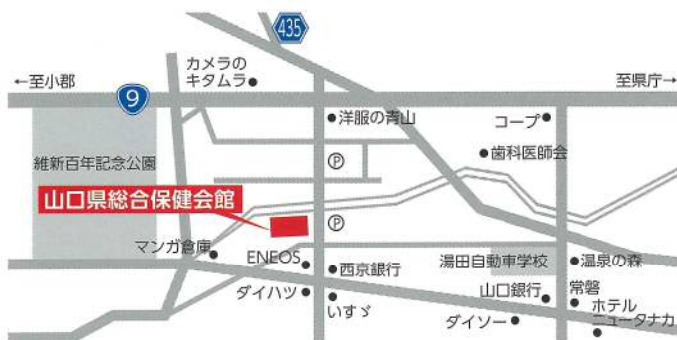 435
カメラの
キタムラ
←至小郡
至県庁→
9
洋服の青山
コープ
歯科医師会
維新百年記念公園
P
山口県総合保健会館
P
マンガ倉庫
ENEOS
西京銀行
湯田自動車学校
温泉の森
ダイハツ
いすゞ
山口銀行
常磐
ダイソー
ホテル
ニュータナカ